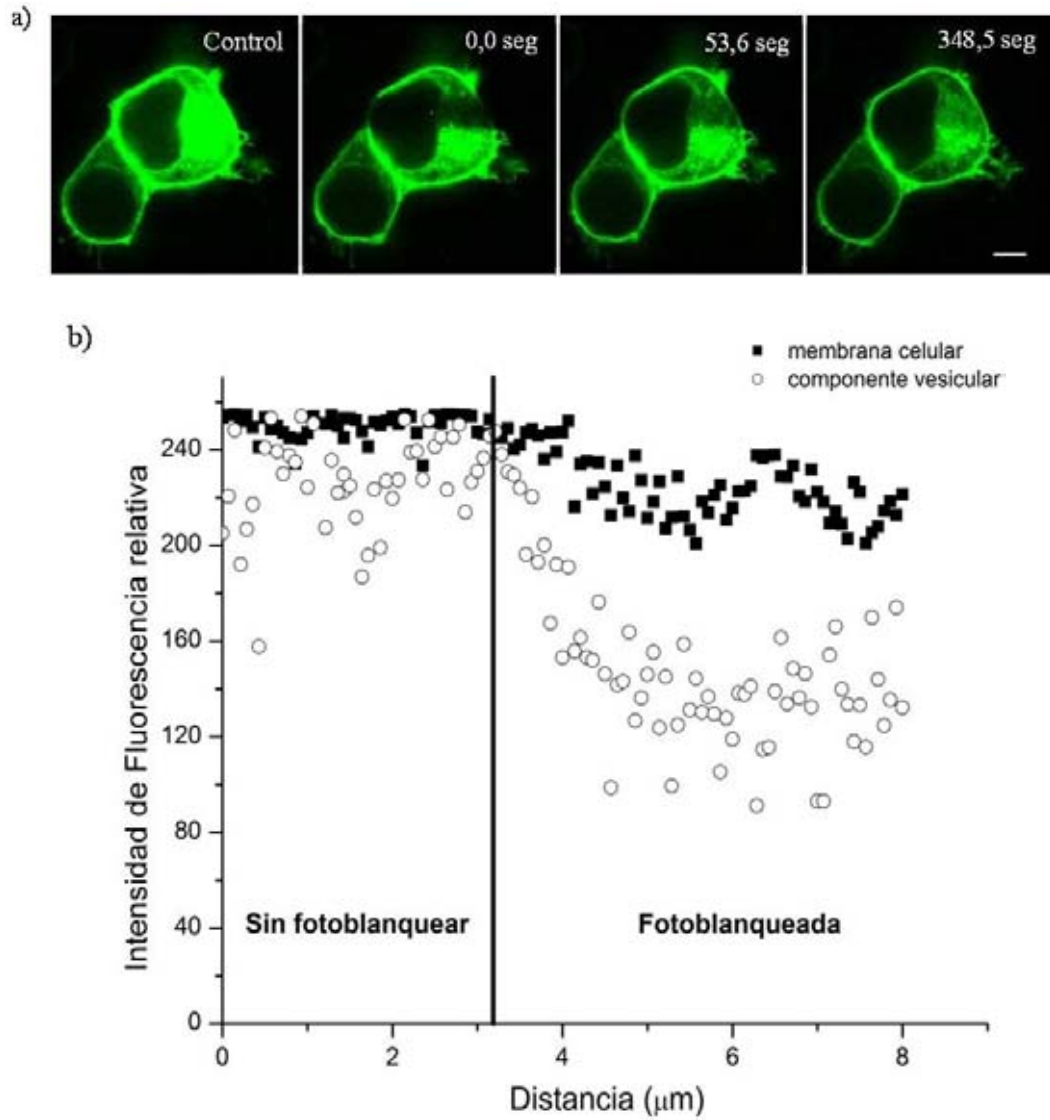 a)
Control
0,0 seg
53,6 seg
348,5 seg
b)
membrana celular
componente vesicular
Intensidad de Fluorescencia relativa
240
200
160
120
80
40
0
Sin fotoblanquear
Fotoblanqueada
0 2 4 6 8
Distancia (μm)